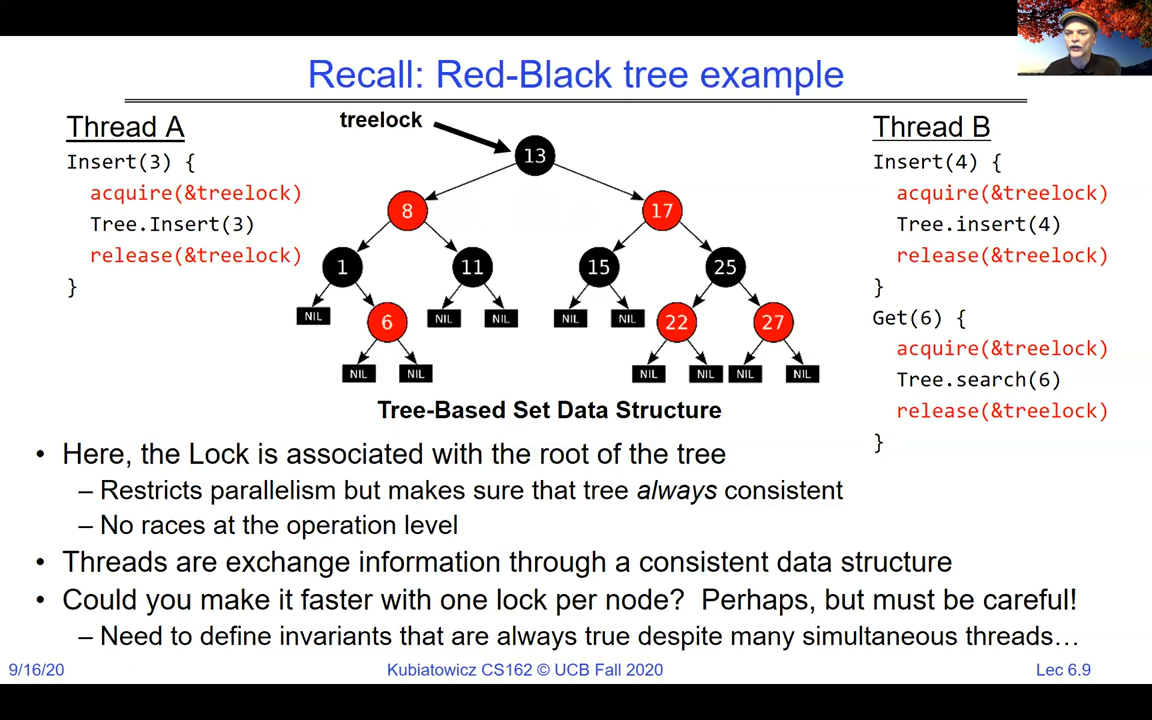 Recall: Red-Black tree example
Thread A
Insert(3) {
acquire(&treelock)
Tree.Insert(3)
release(&treelock)
}
treelock
13
8
17
1
11
15
25
NIL
6
NIL
NIL
NIL
NIL
22
27
NIL
NIL
NIL
NIL
NIL
NIL
Tree-Based Set Data Structure
Thread B
Insert(4) {
acquire(&treelock)
Tree.insert(4)
release(&treelock)
}
Get(6) {
acquire(&treelock)
Tree.search(6)
release(&treelock)
}
• Here, the Lock is associated with the root of the tree
– Restricts parallelism but makes sure that tree always consistent
– No races at the operation level
• Threads are exchange information through a consistent data structure
• Could you make it faster with one lock per node? Perhaps, but must be careful!
– Need to define invariants that are always true despite many simultaneous threads…
9/16/20
Kubiatowicz CS162 © UCB Fall 2020
Lec 6.9